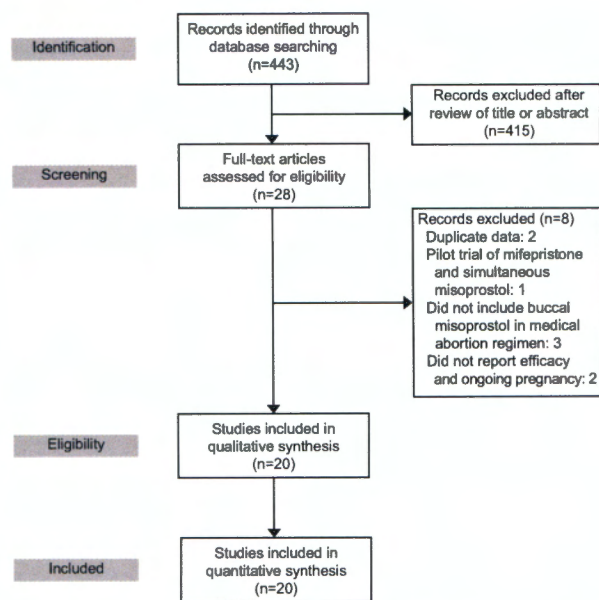 Identification
Records identified through
database searching
(n=443)
Records excluded after
review of title or abstract
(n=415)
Screening
Full-text articles
assessed for eligibility
(n=28)
Records excluded (n=8)
Duplicate data: 2
Pilot trial of mifepristone
and simultaneous
misoprostol: 1
Did not include buccal
misoprostol in medical
abortion regimen: 3
Did not report efficacy
and ongoing pregnancy: 2
Eligibility
Studies included in
qualitative synthesis
(n=20)
Included
Studies included in
quantitative synthesis
(n=20)